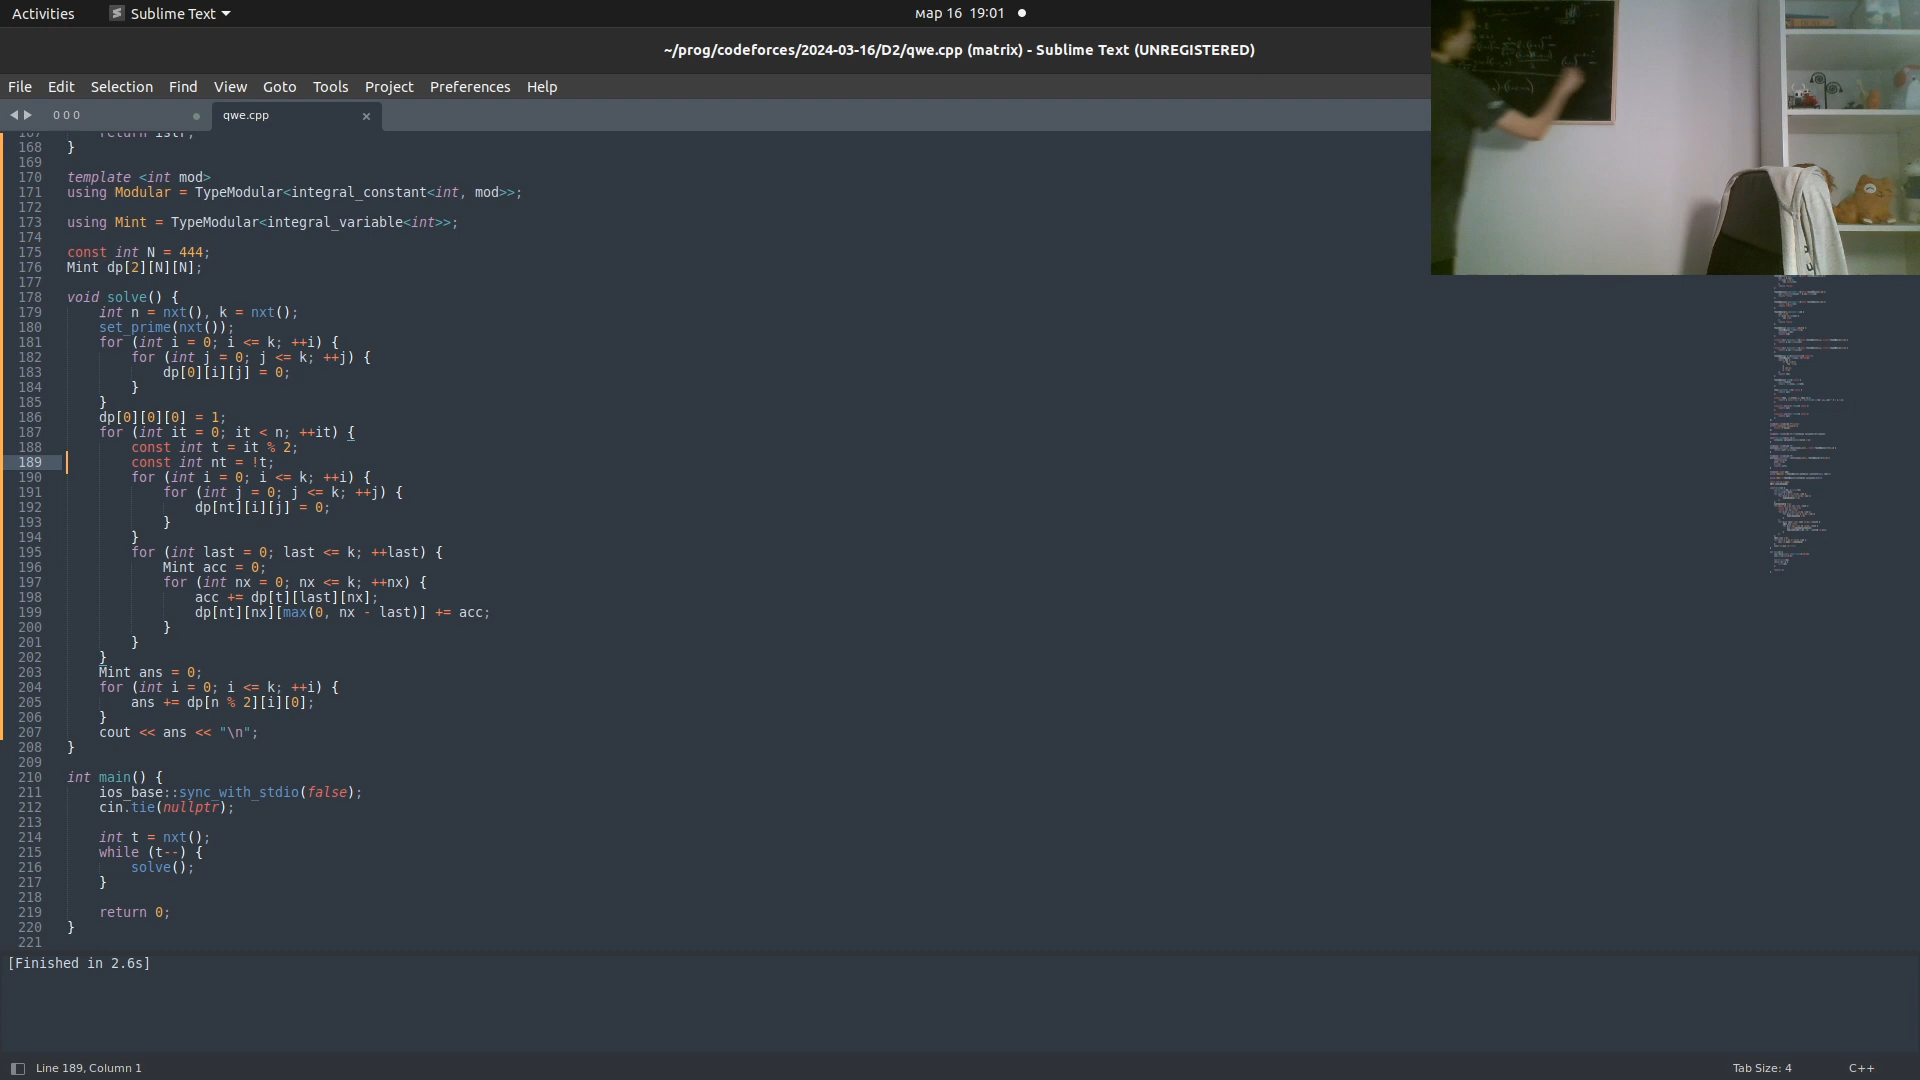 Activities Sublime Text мар 16 19:01
~/prog/codeforces/2024-03-16/D2/qwe.cpp (matrix) - Sublime Text (UNREGISTERED)
File Edit Selection Find View Goto Tools Project Preferences Help
0 0 0 qwe.cpp
167 return istr;
168 }
169
170 template <int mod>
171 using Modular = TypeModular<integral_constant<int, mod>>;
172
173 using Mint = TypeModular<integral_variable<int>>;
174
175 const int N = 444;
176 Mint dp[2][N][N];
177
178 void solve() {
179 int n = nxt(), k = nxt();
180 set_prime(nxt());
181 for (int i = 0; i <= k; ++i) {
182 for (int j = 0; j <= k; ++j) {
183 dp[0][i][j] = 0;
184 }
185 }
186 dp[0][0][0] = 1;
187 for (int it = 0; it < n; ++it) {
188 const int t = it % 2;
189 const int nt = !t;
190 for (int i = 0; i <= k; ++i) {
191 for (int j = 0; j <= k; ++j) {
192 dp[nt][i][j] = 0;
193 }
194 }
195 for (int last = 0; last <= k; ++last) {
196 Mint acc = 0;
197 for (int nx = 0; nx <= k; ++nx) {
198 acc += dp[t][last][nx];
199 dp[nt][nx][max(0, nx - last)] += acc;
200 }
201 }
202 }
203 Mint ans = 0;
204 for (int i = 0; i <= k; ++i) {
205 ans += dp[n % 2][i][0];
206 }
207 cout << ans << "\n";
208 }
209
210 int main() {
211 ios_base::sync_with_stdio(false);
212 cin.tie(nullptr);
213
214 int t = nxt();
215 while (t--) {
216 solve();
217 }
218
219 return 0;
220 }
221
[Finished in 2.6s]
Line 189, Column 1 Tab Size: 4 C++